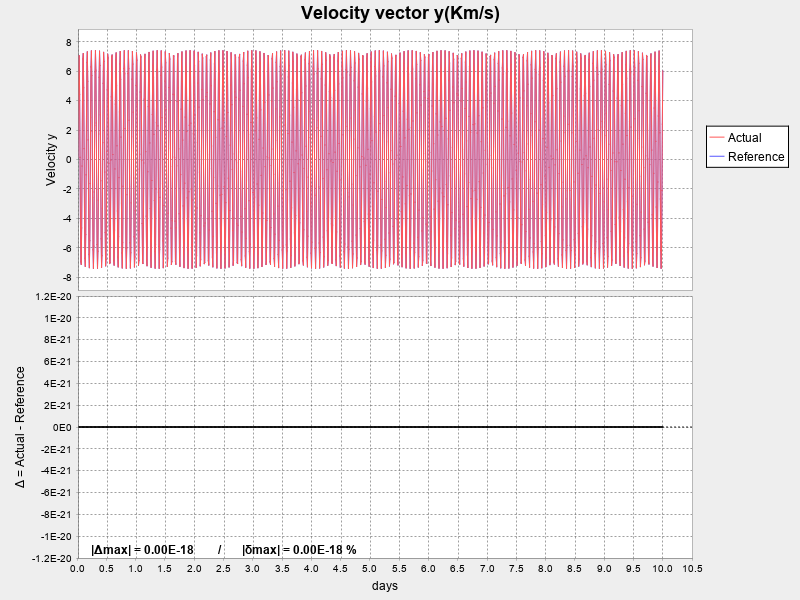 Velocity vector y(Km/s)
8
6
4
2
0
-2
-4
-6
-8
Velocity y
Actual
Reference
1.2E-20
1E-20
8E-21
6E-21
4E-21
2E-21
0E0
-2E-21
-4E-21
-6E-21
-8E-21
-1E-20
-1.2E-20
Δ = Actual - Reference
|Δmax| = 0.00E-18 / |δmax| = 0.00E-18 %
0.0 0.5 1.0 1.5 2.0 2.5 3.0 3.5 4.0 4.5 5.0 5.5 6.0 6.5 7.0 7.5 8.0 8.5 9.0 9.5 10.0 10.5
days